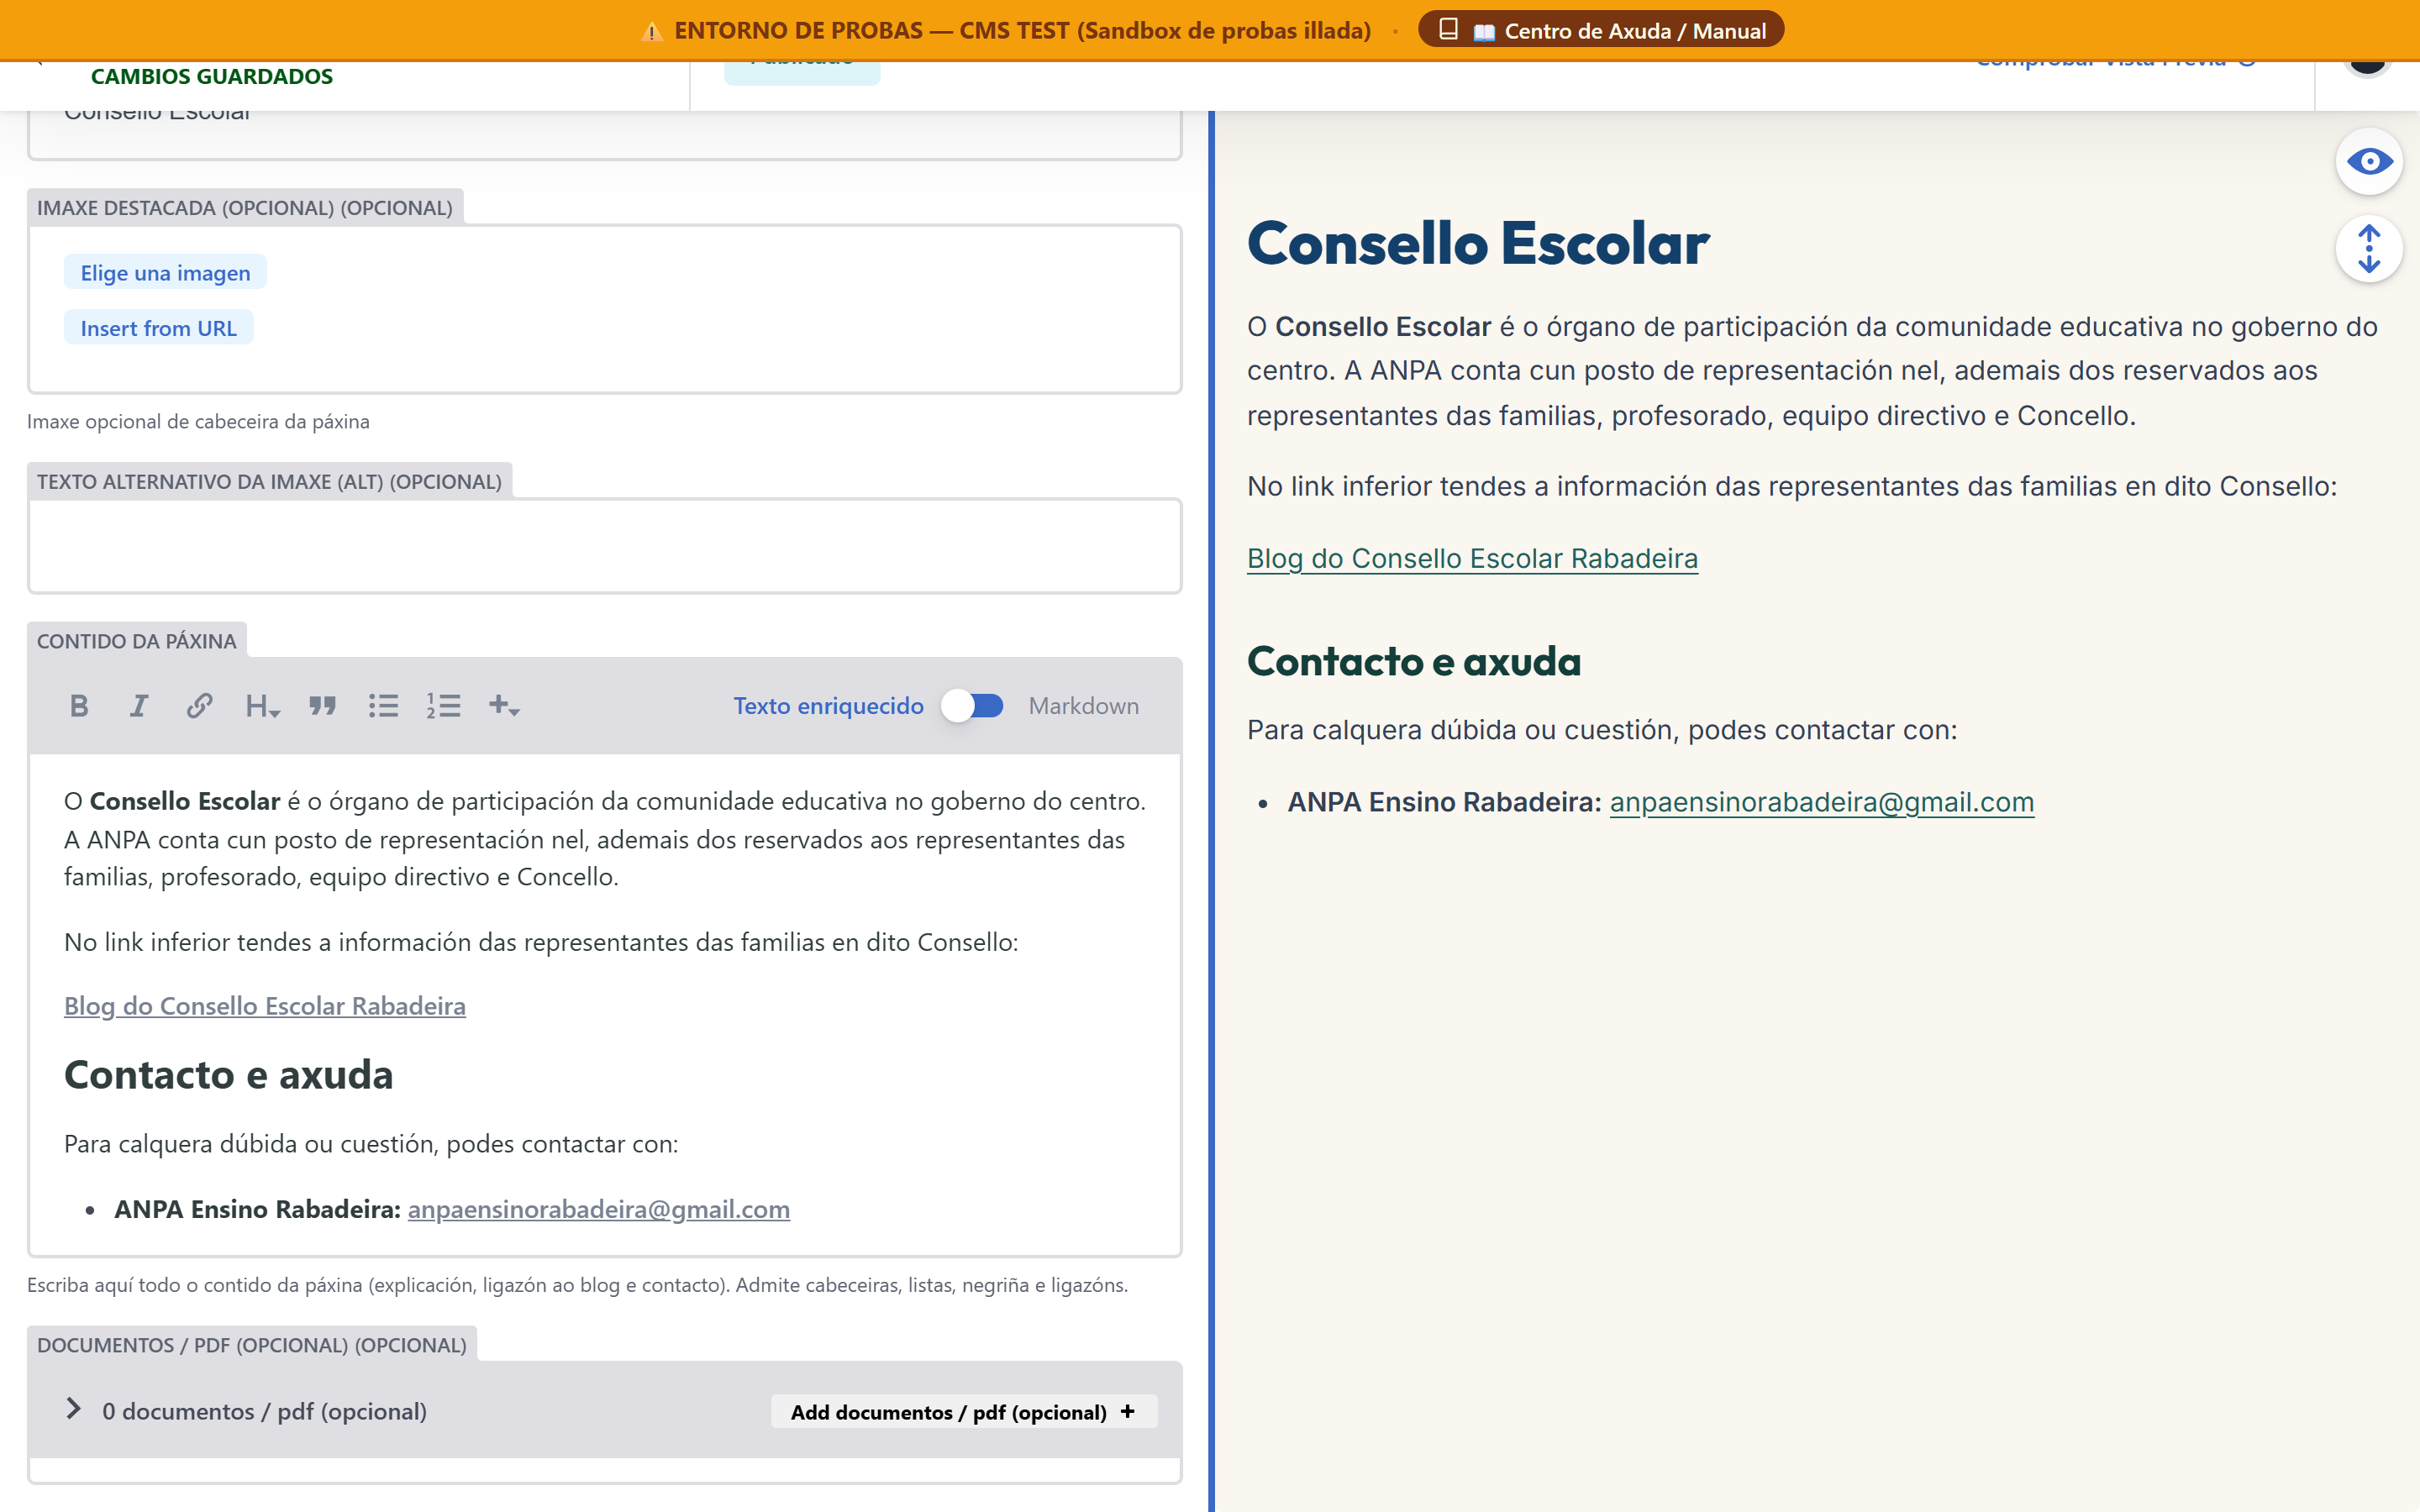 ⚠️ ENTORNO DE PROBAS — CMS TEST (Sandbox de probas illada) · 📖 Centro de Axuda / Manual
CAMBIOS GUARDADOS
Publicado
Comprobar Vista Previa
Consello Escolar
IMAXE DESTACADA (OPCIONAL) (OPCIONAL)
Elige una imagen
Insert from URL
Imaxe opcional de cabeceira da páxina
TEXTO ALTERNATIVO DA IMAXE (ALT) (OPCIONAL)
CONTIDO DA PÁXINA
Texto enriquecido Markdown
O Consello Escolar é o órgano de participación da comunidade educativa no goberno do centro.
A ANPA conta cun posto de representación nel, ademais dos reservados aos representantes das
familias, profesorado, equipo directivo e Concello.
No link inferior tendes a información das representantes das familias en dito Consello:
Blog do Consello Escolar Rabadeira
Contacto e axuda
Para calquera dúbida ou cuestión, podes contactar con:
• ANPA Ensino Rabadeira: anpaensinorabadeira@gmail.com
Escriba aquí todo o contido da páxina (explicación, ligazón ao blog e contacto). Admite cabeceiras, listas, negriña e ligazóns.
DOCUMENTOS / PDF (OPCIONAL) (OPCIONAL)
0 documentos / pdf (opcional)
Add documentos / pdf (opcional) +
Consello Escolar
O Consello Escolar é o órgano de participación da comunidade educativa no goberno do
centro. A ANPA conta cun posto de representación nel, ademais dos reservados aos
representantes das familias, profesorado, equipo directivo e Concello.
No link inferior tendes a información das representantes das familias en dito Consello:
Blog do Consello Escolar Rabadeira
Contacto e axuda
Para calquera dúbida ou cuestión, podes contactar con:
• ANPA Ensino Rabadeira: anpaensinorabadeira@gmail.com